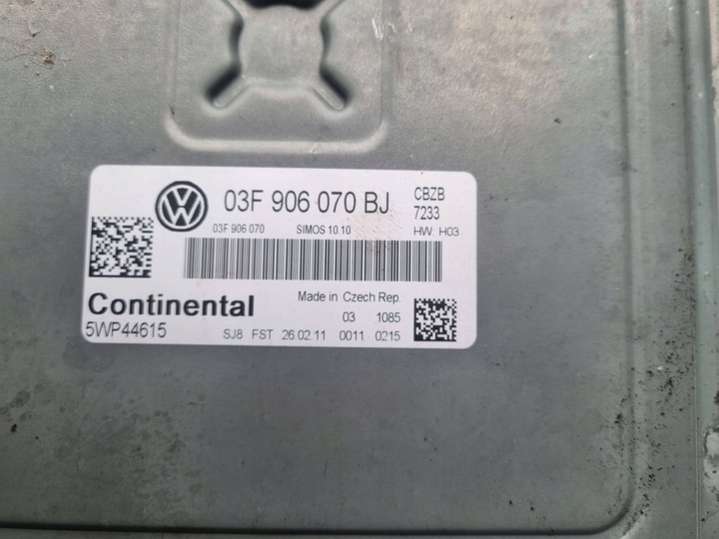 03F 906 070 BJ CBZB
7233
03F 906 070 SIMOS 10.10 HW: H03
Continental Made in Czech Rep.
03 1085
5WP44615 SJ8 FST 26.02.11 0011 0215